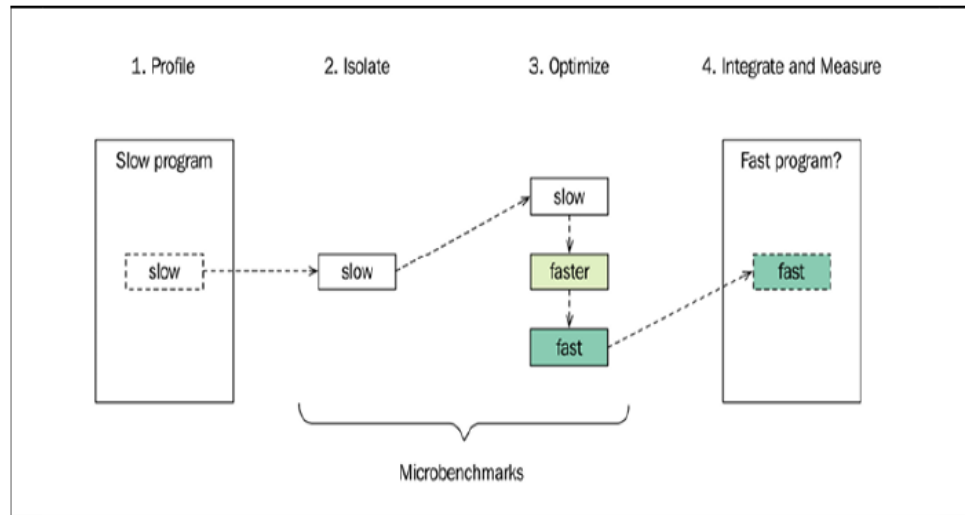 1. Profile
2. Isolate
3. Optimize
4. Integrate and Measure
Slow program
slow
slow
slow
faster
fast
Fast program?
fast
Microbenchmarks